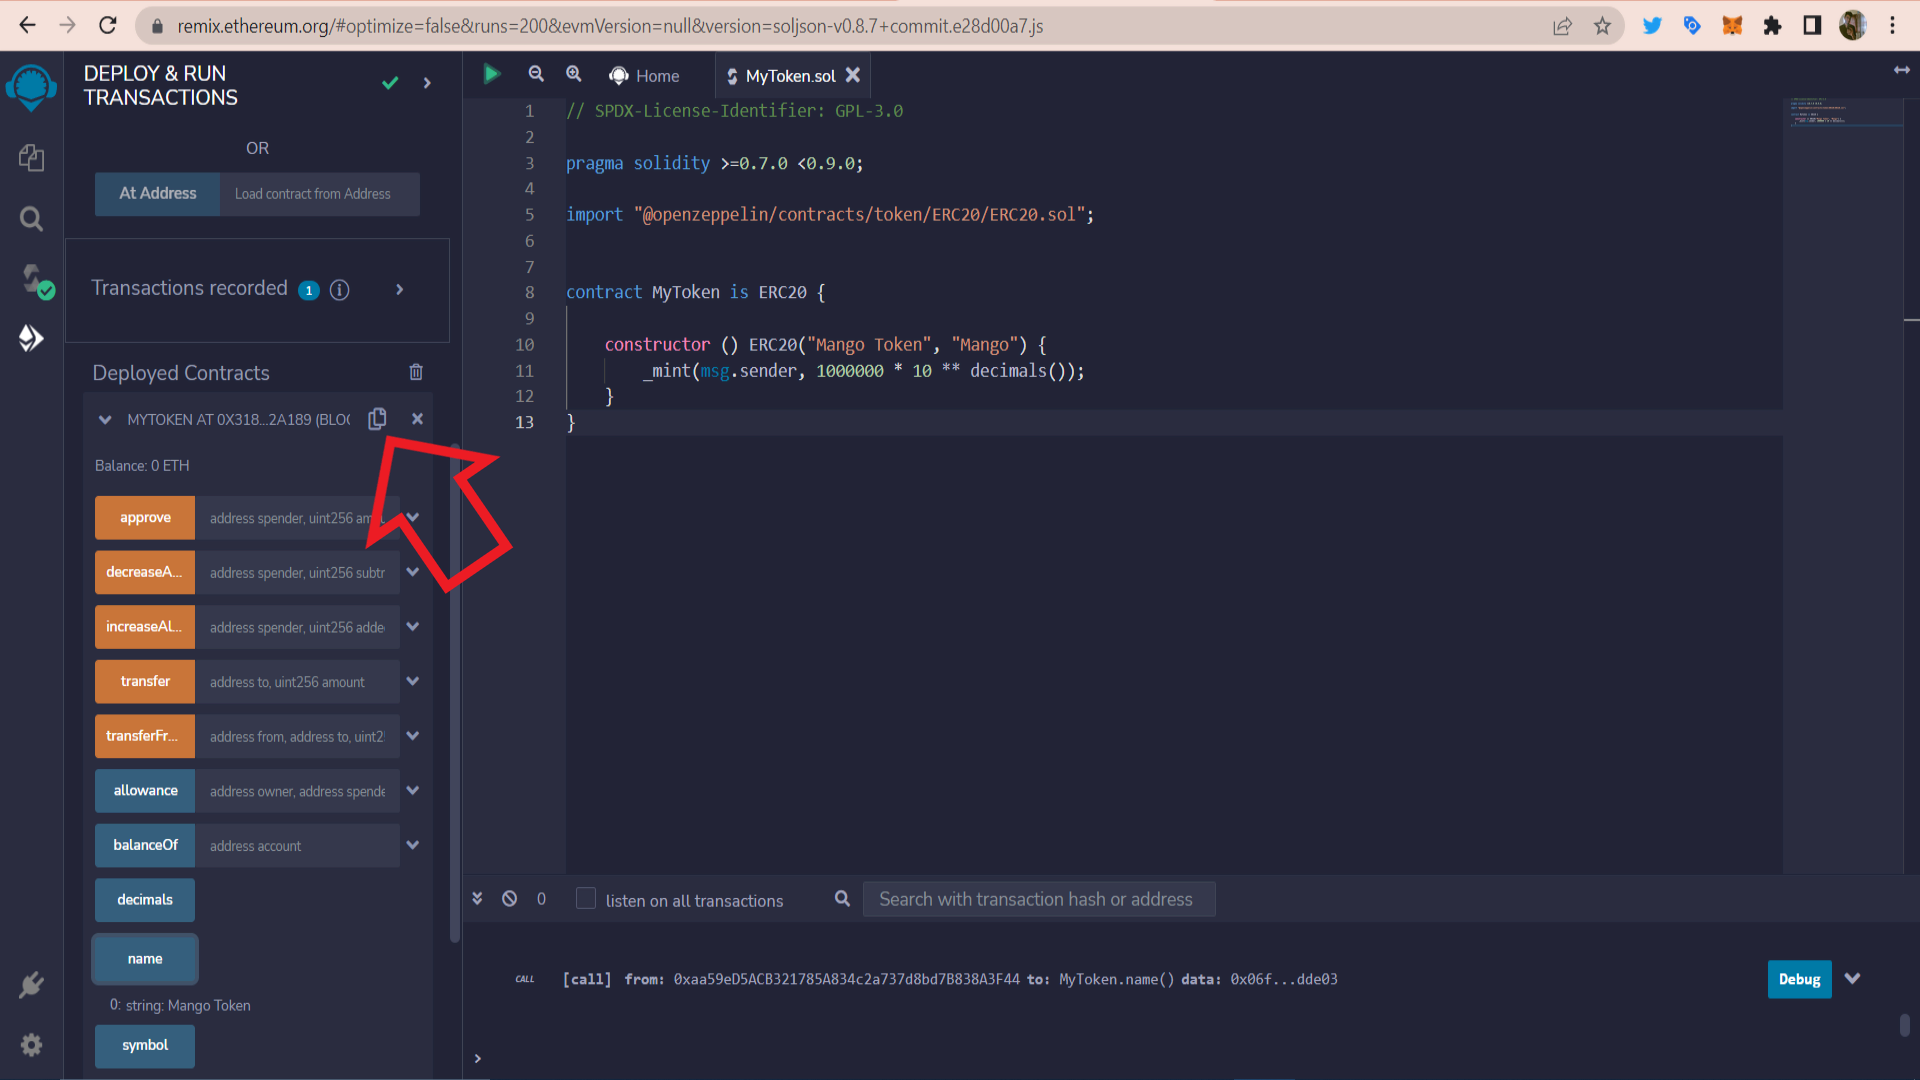 remix.ethereum.org/#optimize=false&runs=200&evmVersion=null&version=soljson-v0.8.7+commit.e28d00a7.js
DEPLOY & RUN
TRANSACTIONS
OR
At Address
Load contract from Address
Transactions recorded 1 i
Deployed Contracts
MYTOKEN AT 0X318...2A189 (BLOC
Balance: 0 ETH
approve address spender, uint256
decreaseA... address spender, uint256 subtr
increaseAl... address spender, uint256 adde
transfer address to, uint256 amount
transferFr... address from, address to, uint2
allowance address owner, address spende
balanceOf address account
decimals
name
0: string: Mango Token
symbol
Home
MyToken.sol
1 // SPDX-License-Identifier: GPL-3.0
2
3 pragma solidity >=0.7.0 <0.9.0;
4
5 import "@openzeppelin/contracts/token/ERC20/ERC20.sol";
6
7
8 contract MyToken is ERC20 {
9
10 constructor () ERC20("Mango Token", "Mango") {
11 _mint(msg.sender, 1000000 * 10 ** decimals());
12 }
13 }
0 listen on all transactions
Search with transaction hash or address
CALL [call] from: 0xaa59eD5ACB321785A834c2a737d8bd7B838A3F44 to: MyToken.name() data: 0x06f...dde03
Debug
>